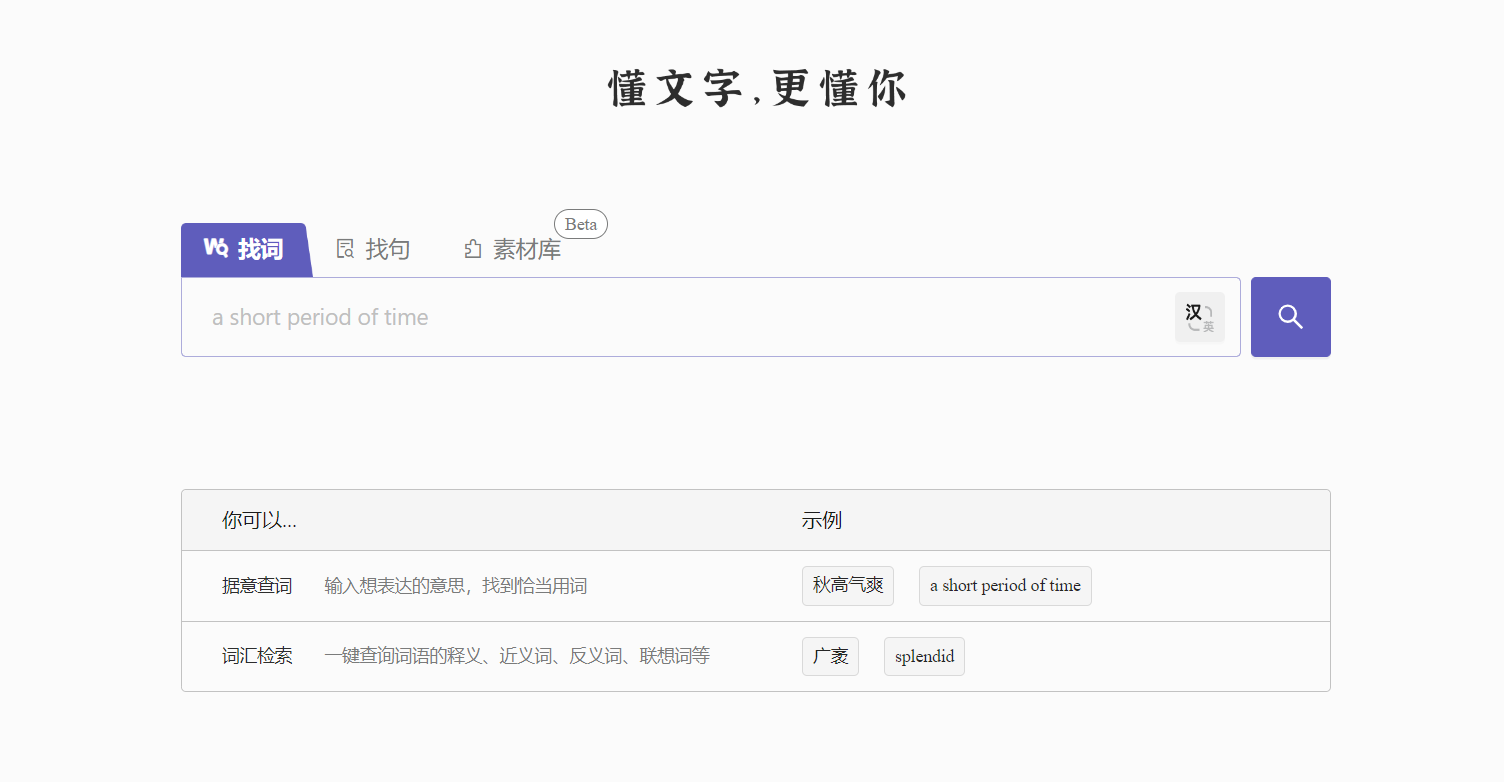 懂文字,更懂你
Beta
找词 找句 素材库
a short period of time
汉
英
你可以... 示例
据意查词 输入想表达的意思，找到恰当用词 秋高气爽 a short period of time
词汇检索 一键查询词语的释义、近义词、反义词、联想词等 广袤 splendid